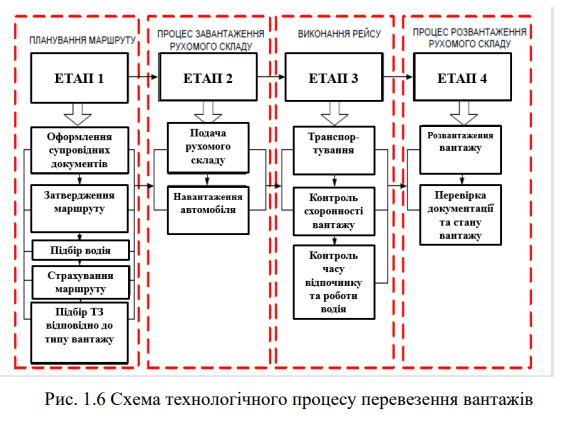 ПЛАНУВАННЯ МАРШРУТУ
ЕТАП 1
Оформлення
супровідних
документів
Затвердження
маршруту
Підбір водія
Страхування
маршруту
Підбір ТЗ
відповідно до
типу вантажу
ПРОЦЕС ЗАВАНТАЖЕННЯ
РУХОМОГО СКЛАДУ
ЕТАП 2
Подача
рухомого
складу
Навантаження
автомобіля
ВИКОНАННЯ РЕЙСУ
ЕТАП 3
Транспор-
тування
Контроль
схоронності
вантажу
Контроль
часу
відпочинку
та роботи
водія
ПРОЦЕС РОЗВАНТАЖЕННЯ
РУХОМОГО СКЛАДУ
ЕТАП 4
Розвантаження
вантажу
Перевірка
документації
та стану
вантажу
Рис. 1.6 Схема технологічного процесу перевезення вантажів